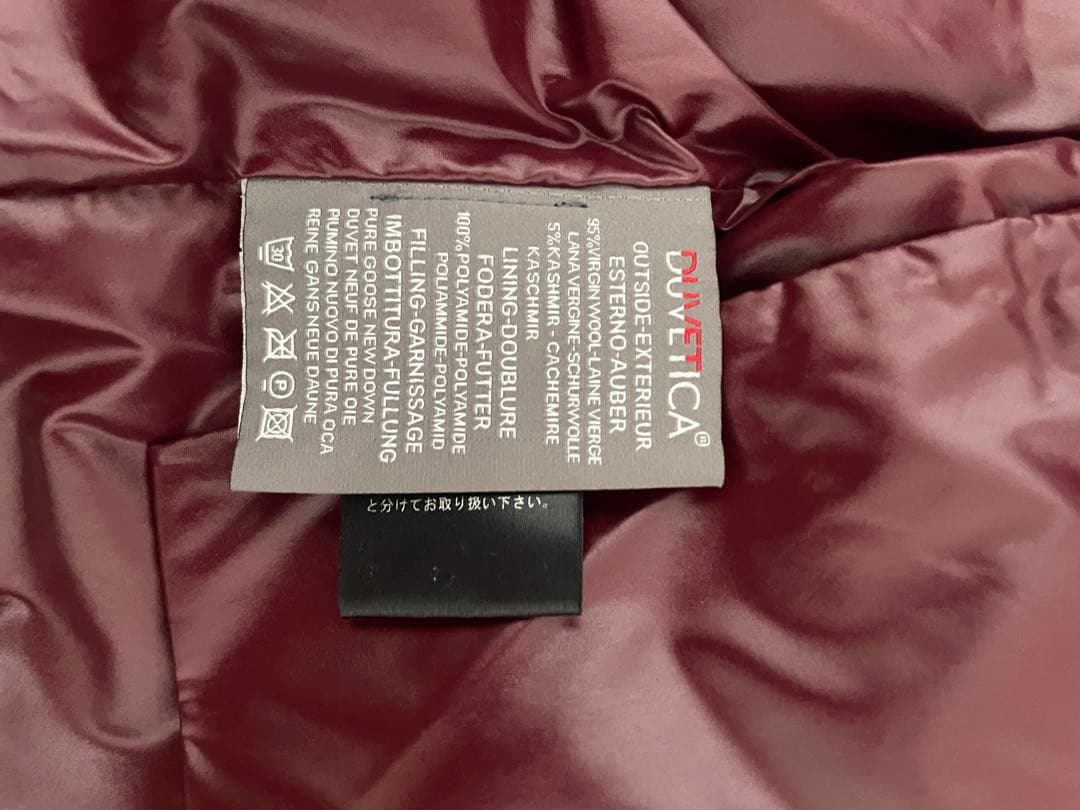 DUVETICA®
OUTSIDE-EXTERIEUR
ESTERNO-AUBER
95%VIRGIN WOOL-LAINE VIERGE
LANA VERGINE-SCHURWOLLE
5%KASHMIR - CACHEMIRE
KASCHMIR
LINING-DOUBLURE
FODERA-FUTTER
100%POLYAMIDE-POLYAMIDE
POLIAMMIDE-POLYAMID
FILLING-GARNISSAGE
IMBOTTITURA-FULLUNG
PURE GOOSE NEW DOWN
DUVET NEUF DE PURE OIE
PIUMINO NUOVO DI PURA OCA
REINE GANS NEUE DAUNE
30 P
と分けてお取り扱い下さい。